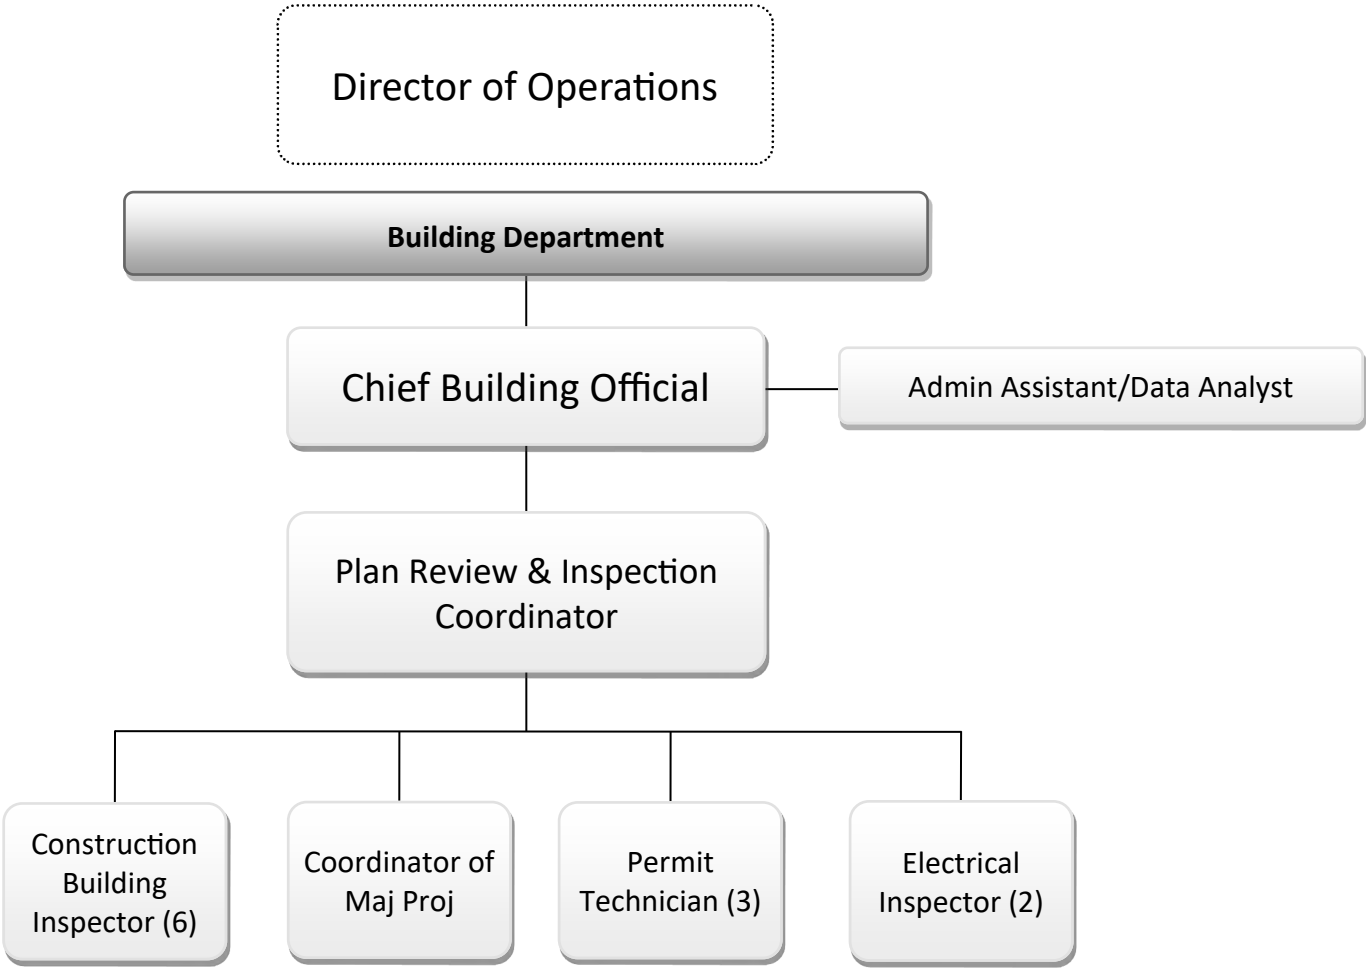 Director of Operations
Building Department
Chief Building Official
Admin Assistant/Data Analyst
Plan Review & Inspection
Coordinator
Construction
Building
Inspector (6)
Coordinator of
Maj Proj
Permit
Technician (3)
Electrical
Inspector (2)